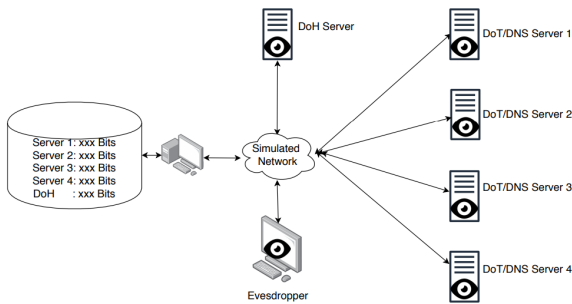 DoH Server
DoT/DNS Server 1
DoT/DNS Server 2
Server 1: xxx Bits
Server 2: xxx Bits
Server 3: xxx Bits
Server 4: xxx Bits
DoH : xxx Bits
Simulated
Network
DoT/DNS Server 3
DoT/DNS Server 4
Evesdropper